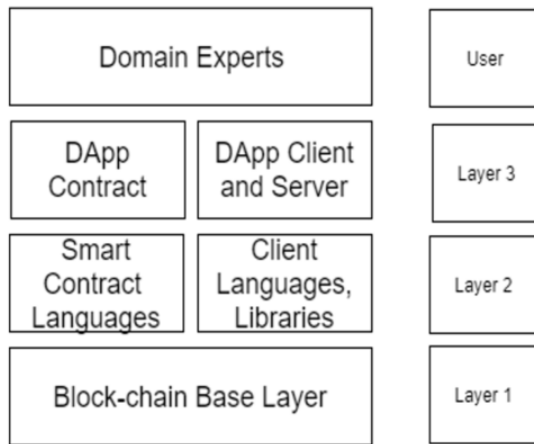 Domain Experts
User
DApp
Contract
DApp Client
and Server
Layer 3
Smart
Contract
Languages
Client
Languages,
Libraries
Layer 2
Block-chain Base Layer
Layer 1